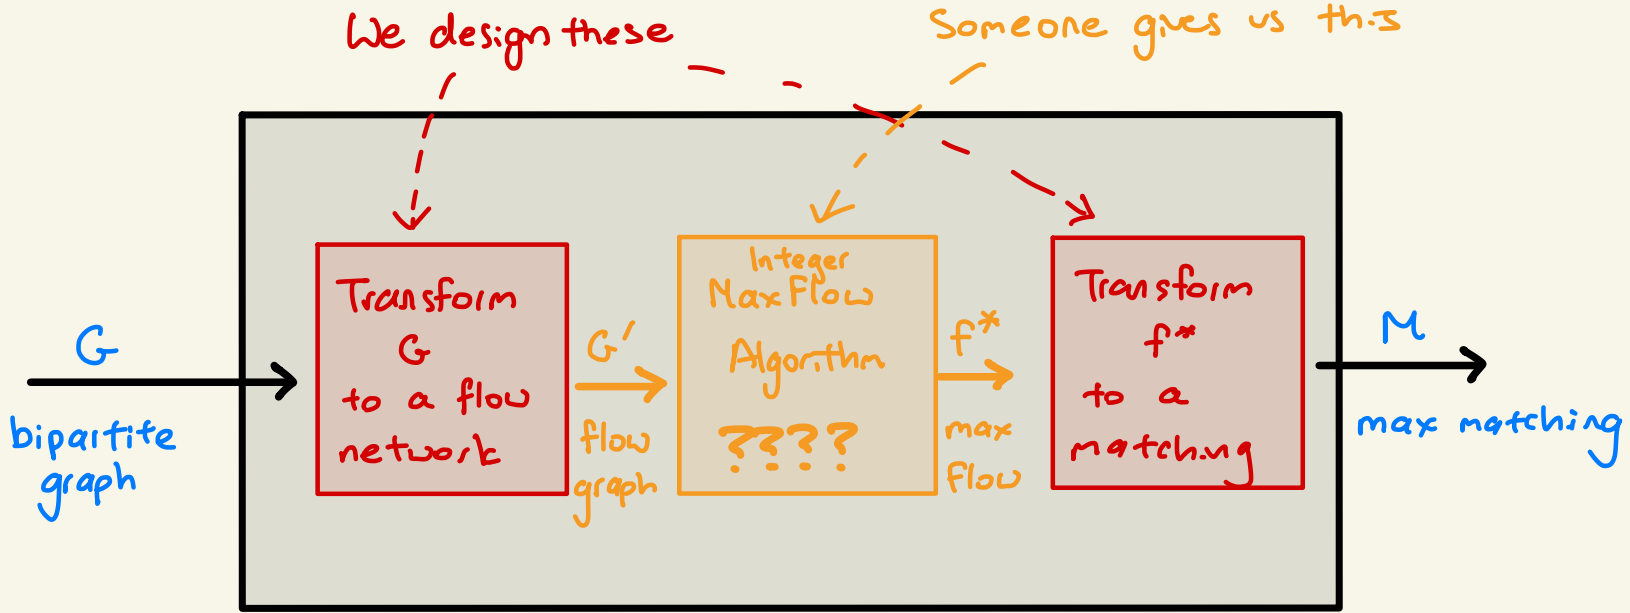 We design these
Someone gives us this
G
bipartite
graph
Transform
G
to a flow
network
G'
flow
graph
Integer
Max Flow
Algorithm
????
f*
max
flow
Transform
f*
to a
matching
M
max matching